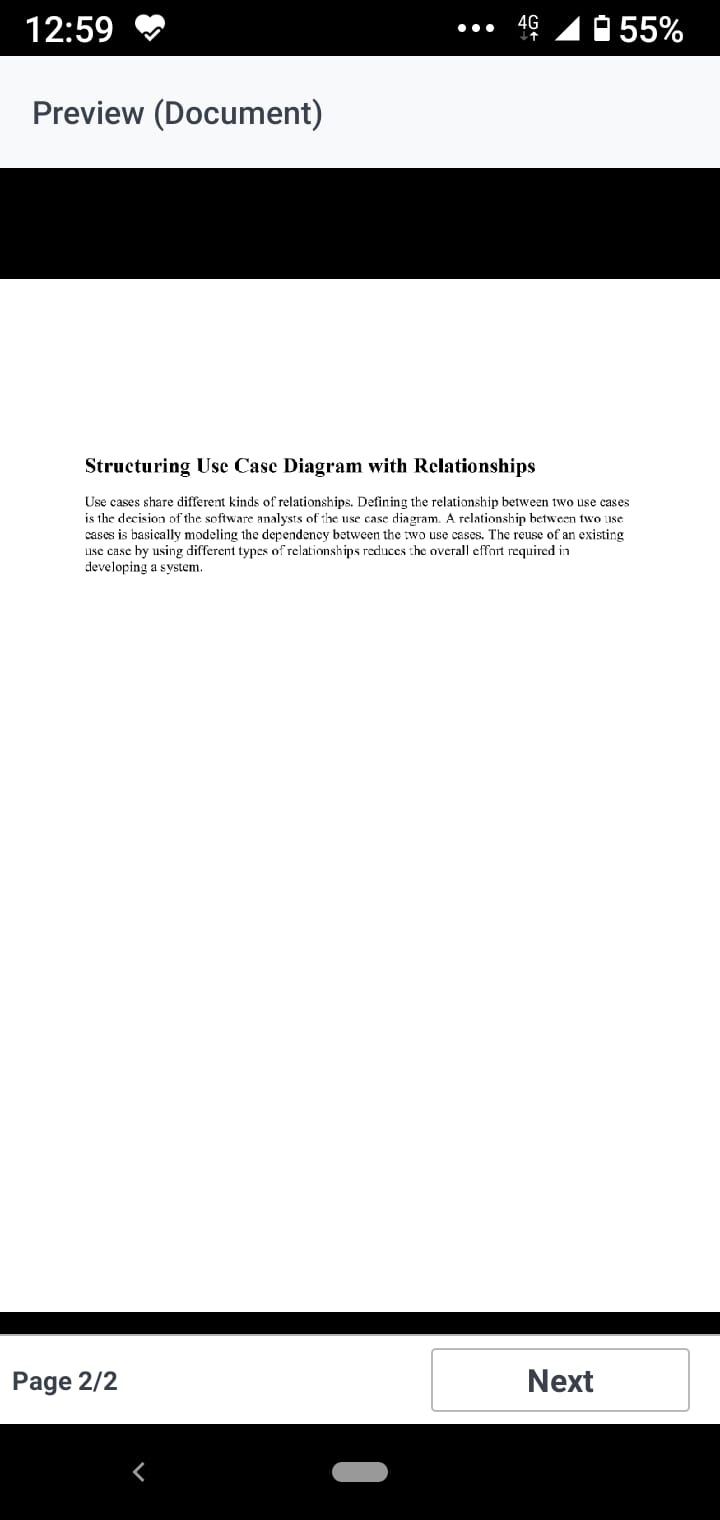 12:59
4G
55%
Preview (Document)
Structuring Use Case Diagram with Relationships
Use cases share different kinds of relationships. Defining the relationship between two use cases
is the decision of the software analysts of the use case diagram. A relationship between two use
cases is basically modeling the dependency between the two use cases. The reuse of an existing
use case by using different types of relationships reduces the overall effort required in
developing a system.
Page 2/2
Next